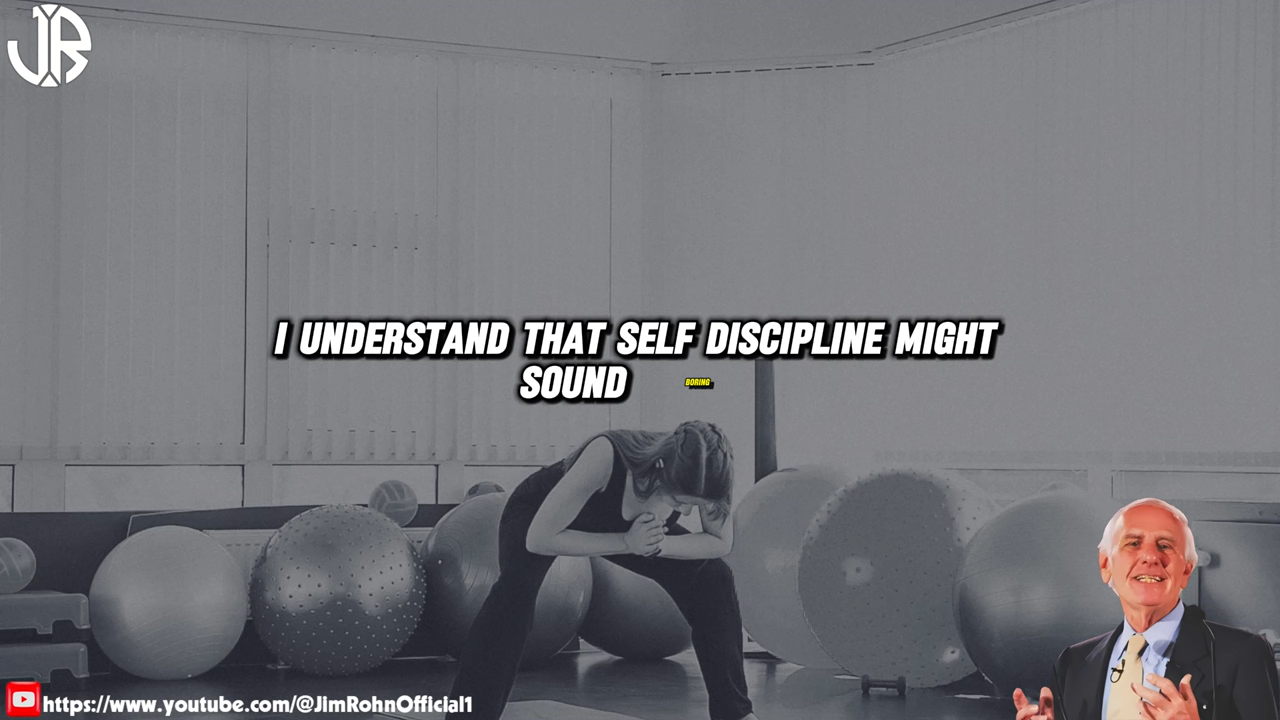 JR
I UNDERSTAND THAT SELF DISCIPLINE MIGHT
SOUND BORING
https://www.youtube.com/@JimRohnOfficial1